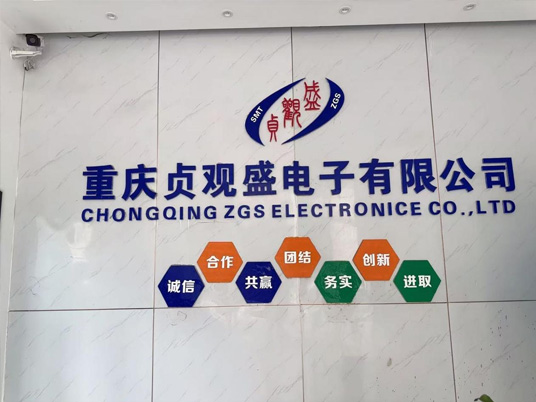 SMT 貞觀盛 ZGS
重庆贞观盛电子有限公司
CHONGQING ZGS ELECTRONICE CO.,LTD
诚信 合作 共赢 团结 务实 创新 进取